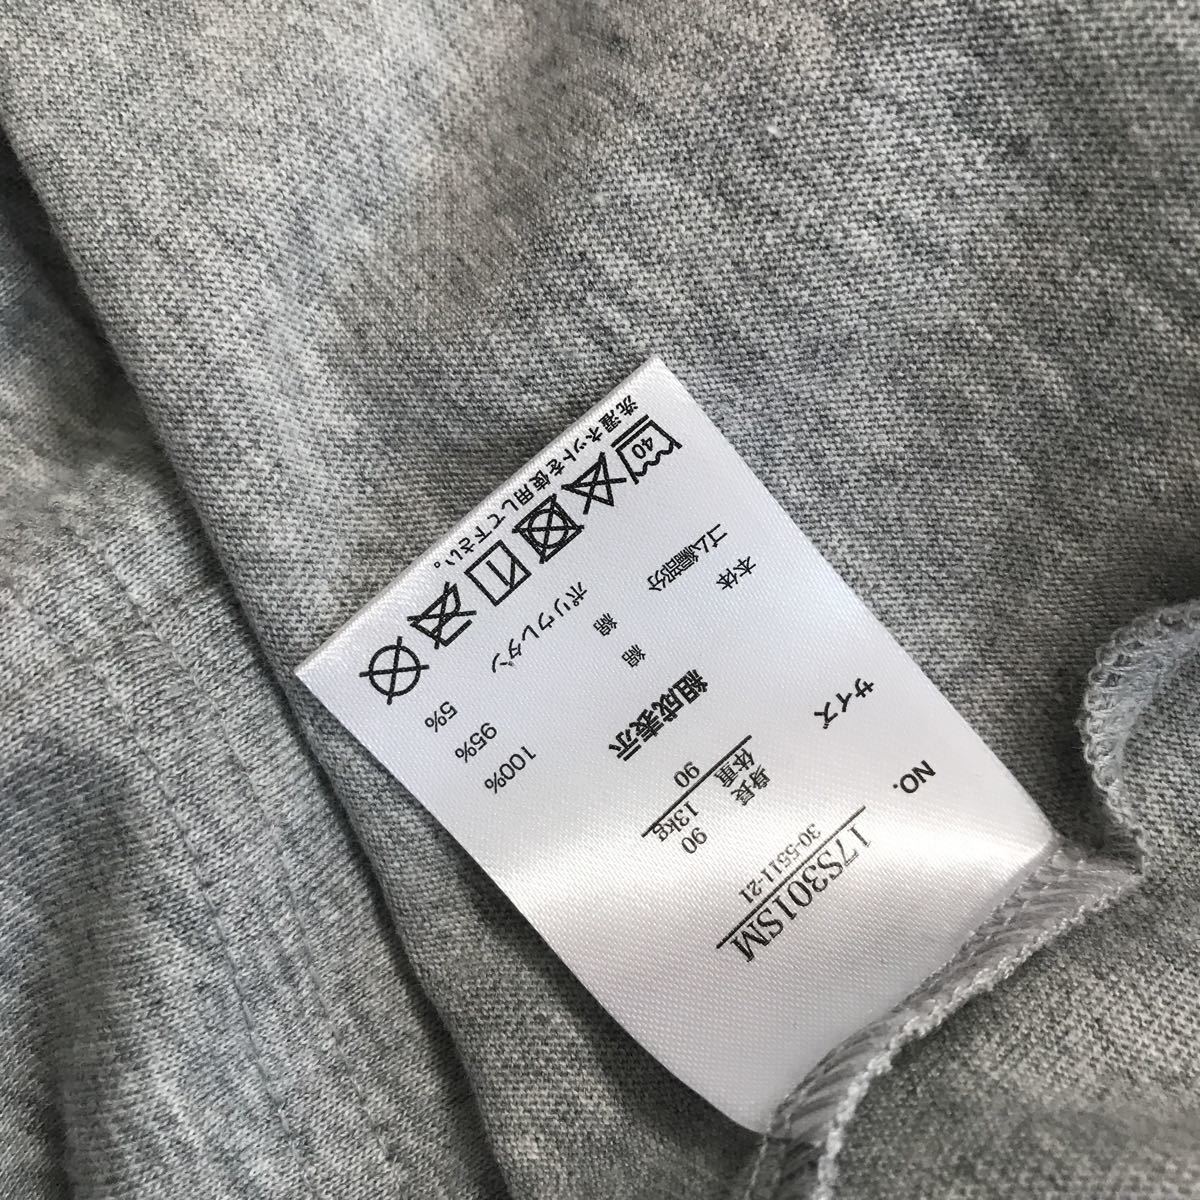 NO.
17S301SM
30-5511-21
サイズ
身長 90
体重 13kg
90
組成表示
本体 綿 100%
ゴム編部分 綿 95%
ポリウレタン 5%
40
洗濯ネットを使用して下さい。